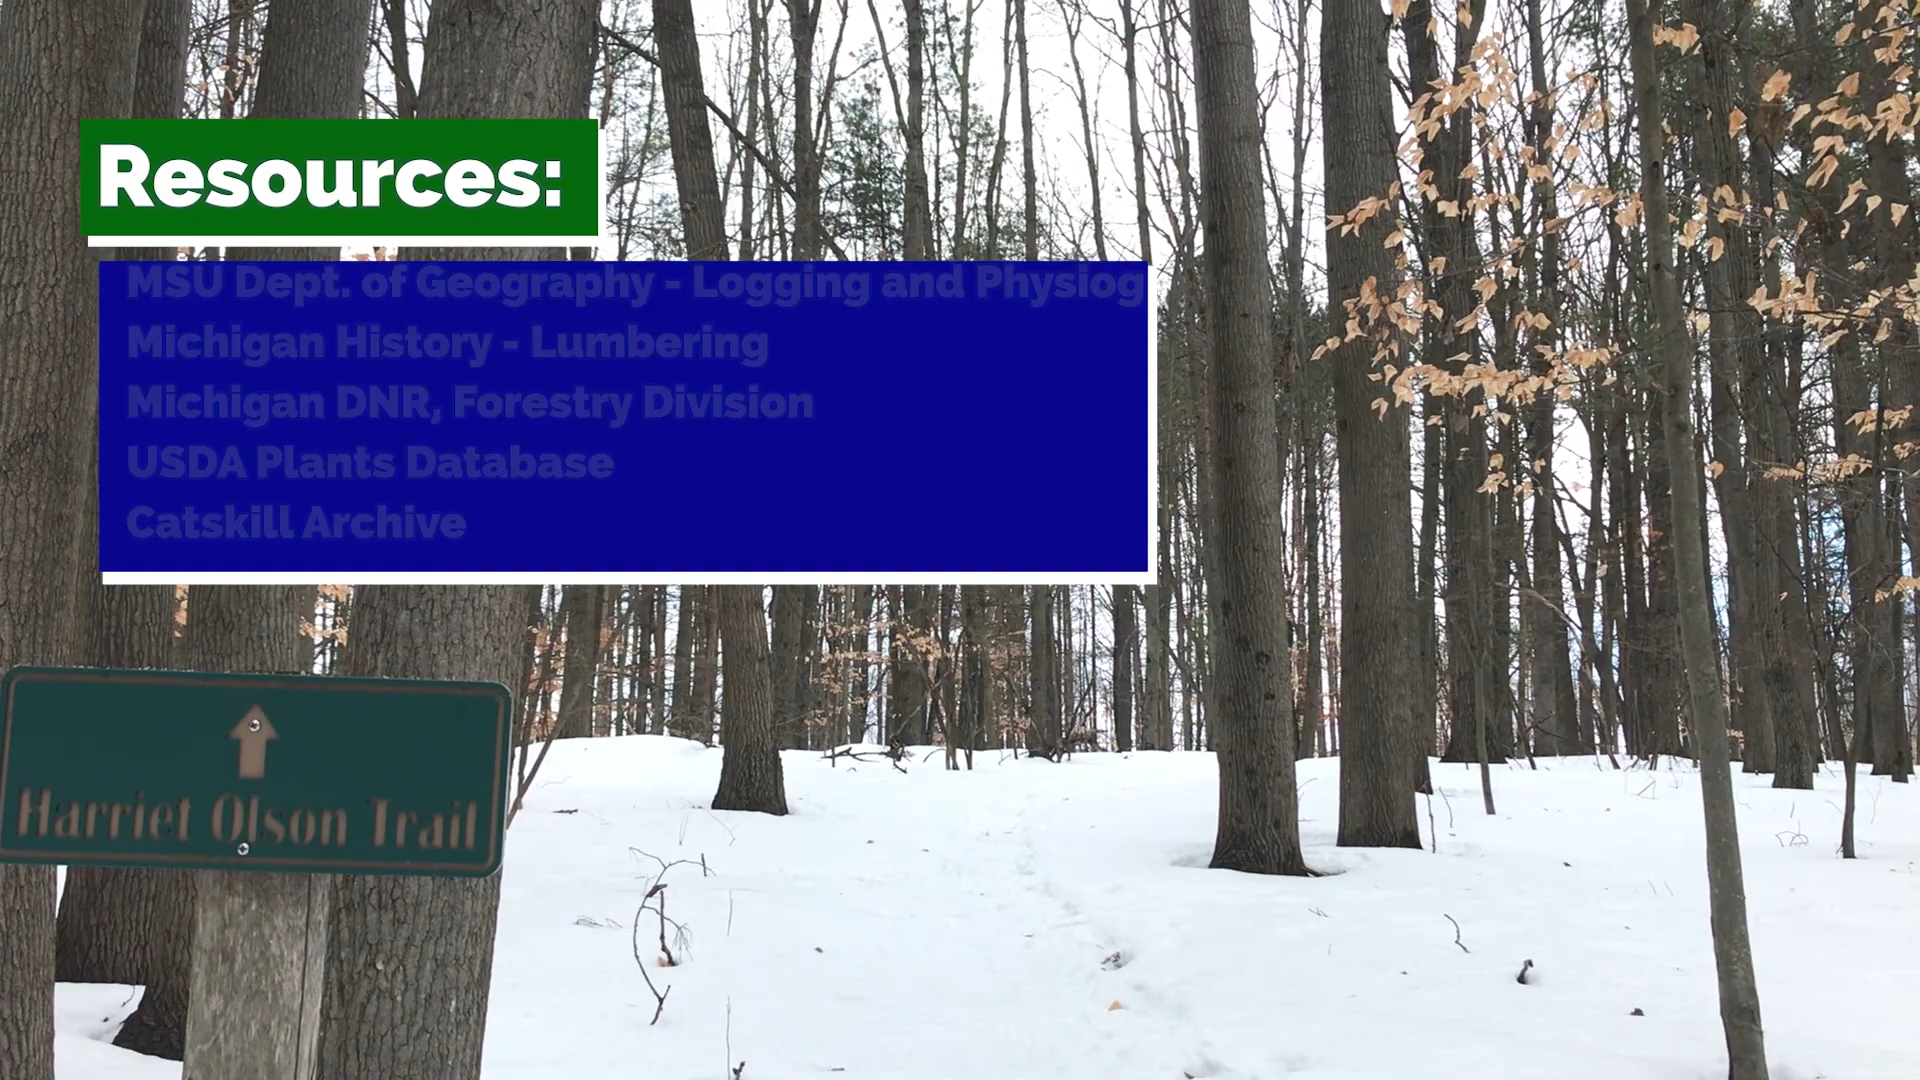 Resources:
MSU Dept. of Geography - Logging and Physiog
Michigan History - Lumbering
Michigan DNR, Forestry Division
USDA Plants Database
Catskill Archive
Harriet Olson Trail